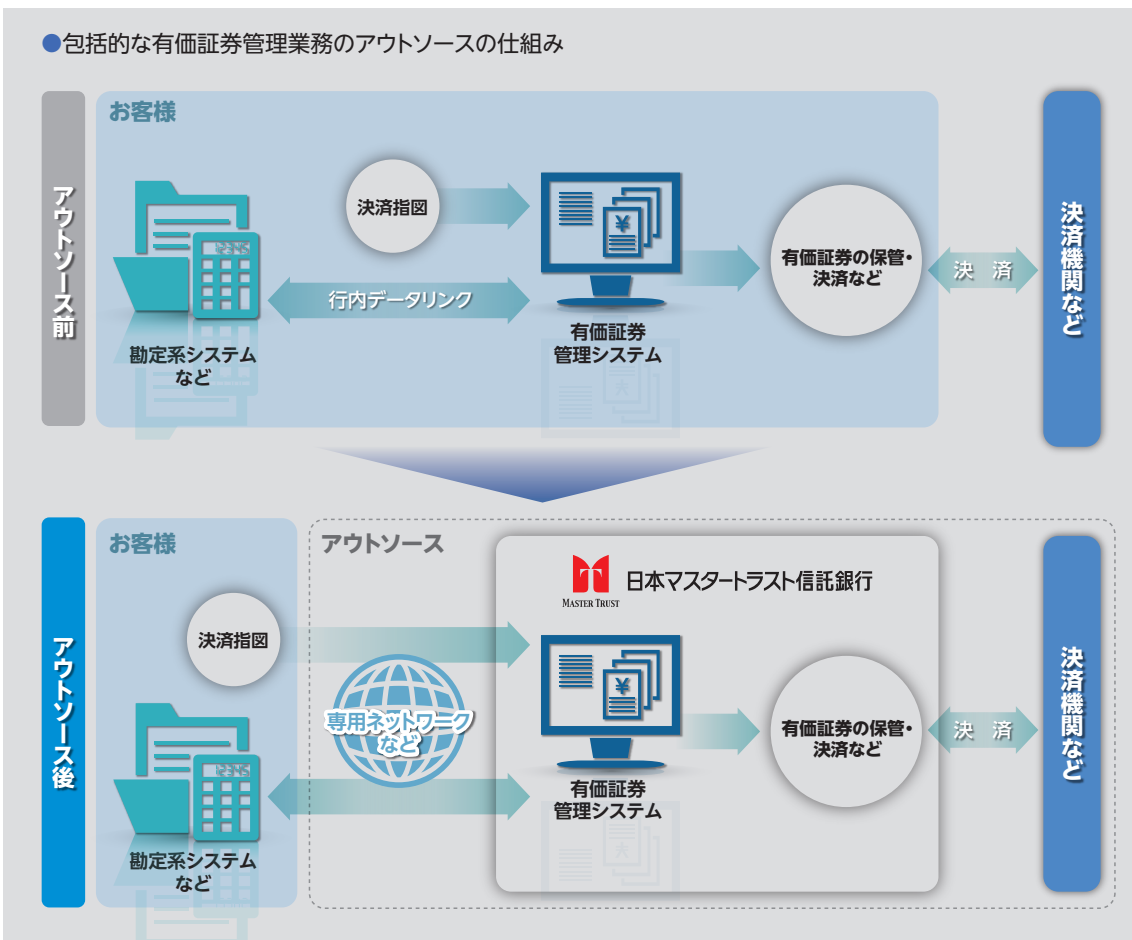 ●包括的な有価証券管理業務のアウトソースの仕組み
アウトソース前
お客様
決済指図
行内データリンク
12345
勘定系システム
など
¥
有価証券
管理システム
有価証券の保管・
決済など
決 済
決済機関など
アウトソース後
お客様
アウトソース
MASTER TRUST
日本マスタートラスト信託銀行
決済指図
専用ネットワーク
など
12345
勘定系システム
など
¥
有価証券
管理システム
有価証券の保管・
決済など
決 済
決済機関など